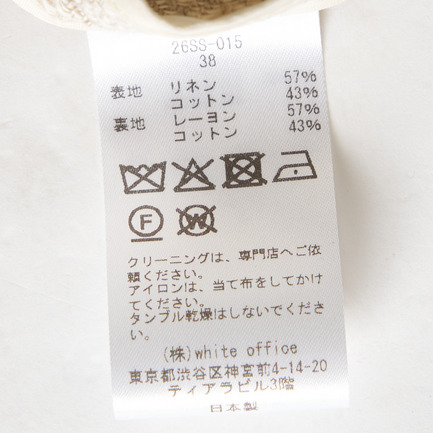 26SS-015
38
表地 リネン 57%
コットン 43%
裏地 レーヨン 57%
コットン 43%
F W
クリーニングは、専門店へご依
頼ください。
アイロンは、当て布をしてかけ
てください。
タンブル乾燥はしないでくださ
い。
(株)white office
東京都渋谷区神宮前4-14-20
ティアラビル3階
日本製